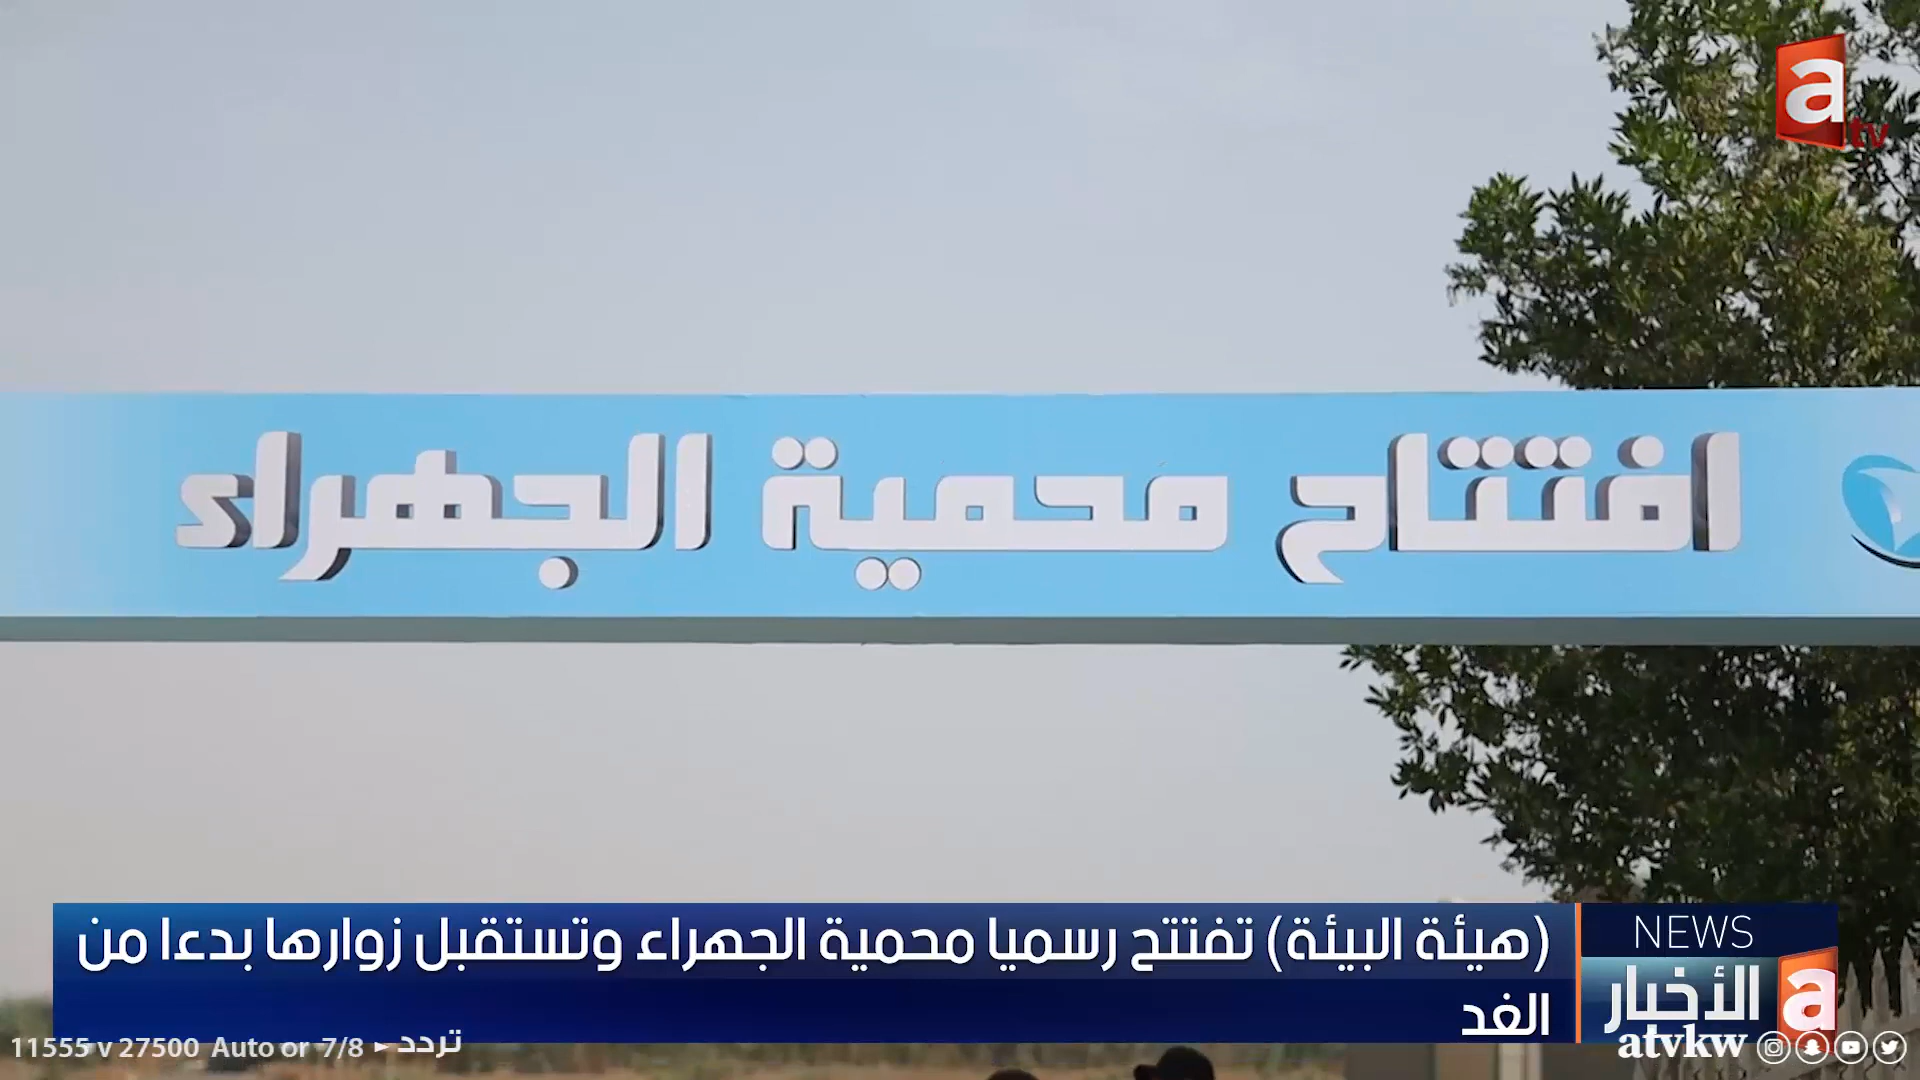 a tv
افتتاح محمية الجهراء
(هيئة البيئة) تفتتح رسميا محمية الجهراء وتستقبل زوارها بدءا من
الغد
NEWS
الأخبار
a
atvkw
تردد ► 11555 v 27500 Auto or 7/8